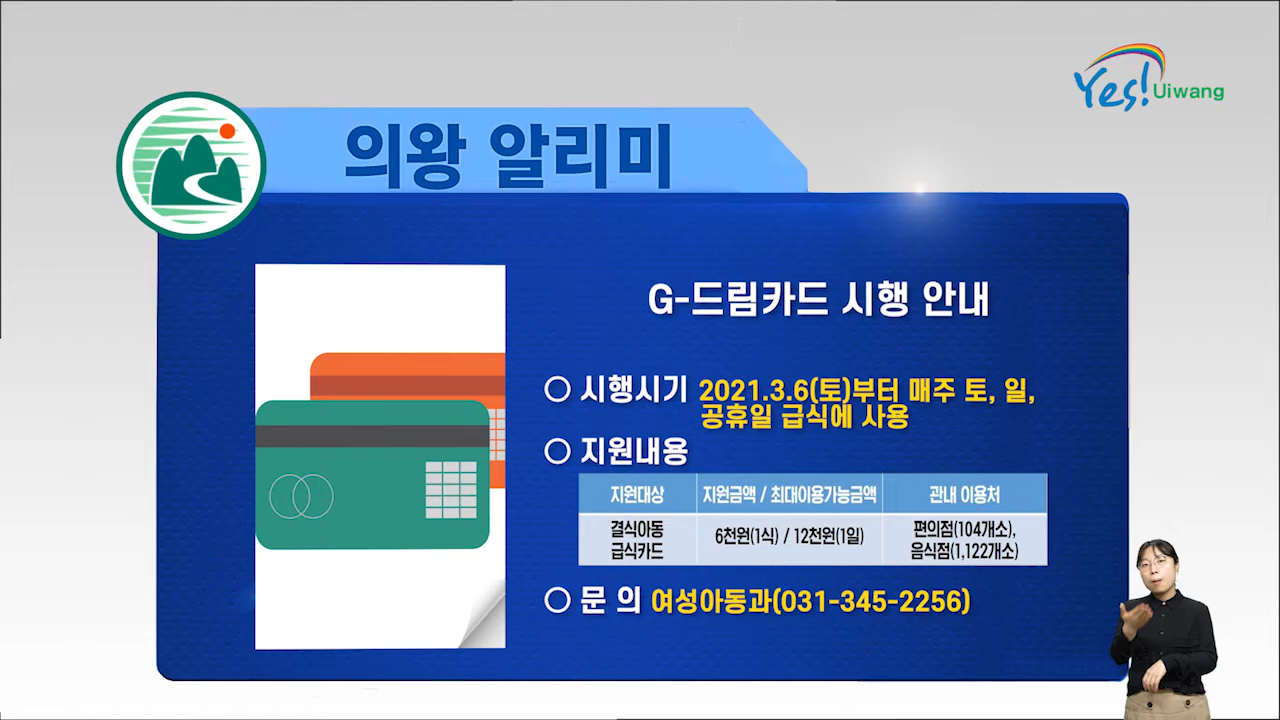 Yes! Uiwang
의왕 알리미
G-드림카드 시행 안내
○ 시행시기 2021.3.6(토)부터 매주 토, 일,
공휴일 급식에 사용
○ 지원내용
지원대상 지원금액 / 최대이용가능금액 관내 이용처
결식아동 급식카드 6천원(1식) / 12천원(1일) 편의점(104개소), 음식점(1,122개소)
○ 문 의 여성아동과(031-345-2256)